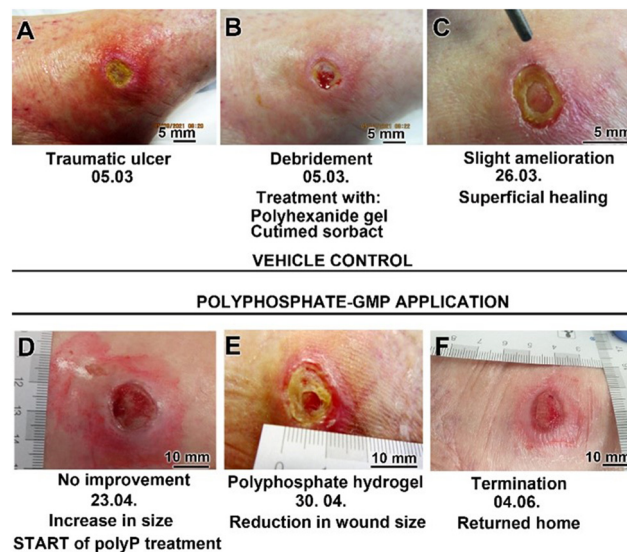 A
B
C
5 mm
5 mm
5 mm
Traumatic ulcer
05.03
Debridement
05.03.
Treatment with:
Polyhexanide gel
Cutimed sorbact
Slight amelioration
26.03.
Superficial healing
VEHICLE CONTROL
POLYPHOSPHATE-GMP APPLICATION
D
E
F
12
13
10 mm
10 mm
10 mm
No improvement
23.04.
Increase in size
START of polyP treatment
Polyphosphate hydrogel
30. 04.
Reduction in wound size
Termination
04.06.
Returned home